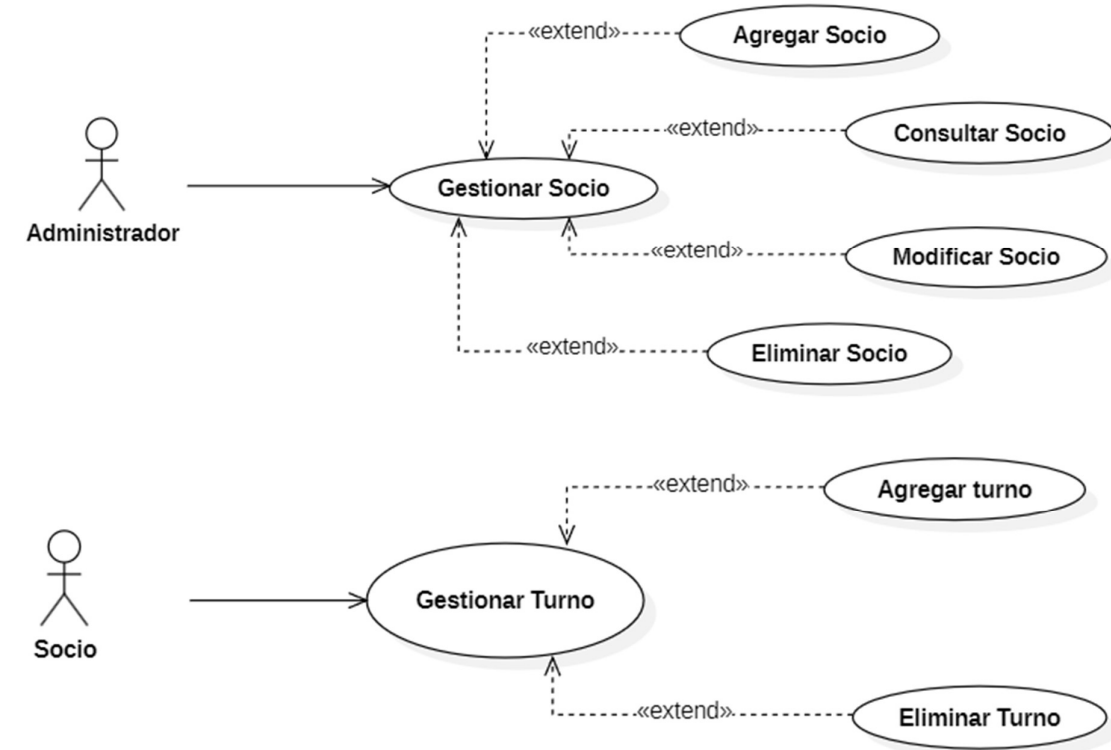 «extend»
Agregar Socio
«extend»
Consultar Socio
Gestionar Socio
Administrador
«extend»
Modificar Socio
«extend»
Eliminar Socio
«extend»
Agregar turno
Gestionar Turno
Socio
«extend»
Eliminar Turno